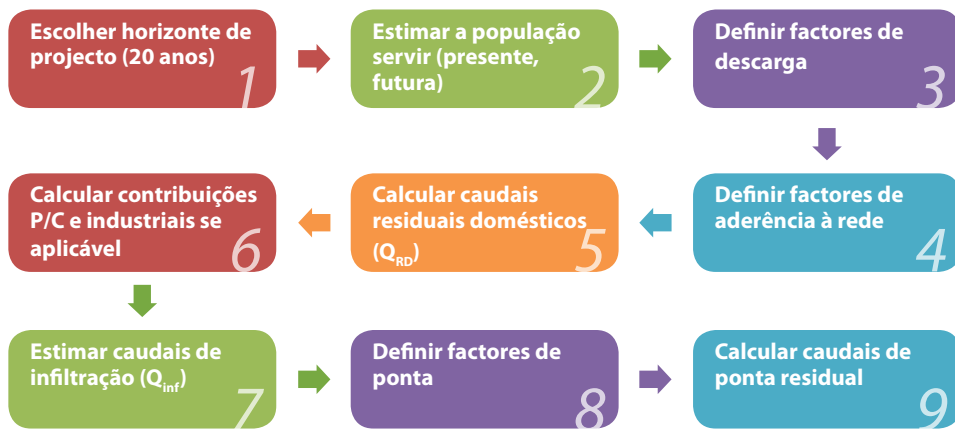 Escolher horizonte de
projecto (20 anos)
1
Estimar a população
servir (presente,
futura)
2
Definir factores de
descarga
3
Definir factores de
aderência à rede
4
Calcular caudais
residuais domésticos
(Q_RD)
5
Calcular contribuições
P/C e industriais se
aplicável
6
Estimar caudais de
infiltração (Q_inf)
7
Definir factores de
ponta
8
Calcular caudais de
ponta residual
9